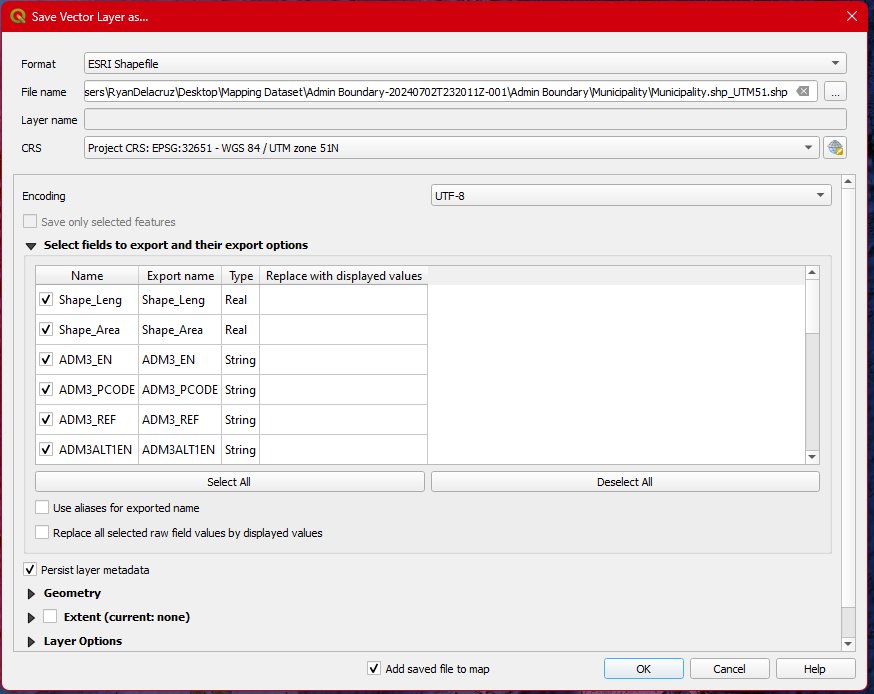 Save Vector Layer as...
Format ESRI Shapefile
File name sers\RyanDelacruz\Desktop\Mapping Dataset\Admin Boundary-20240702T232011Z-001\Admin Boundary\Municipality\Municipality.shp_UTM51.shp ...
Layer name
CRS Project CRS: EPSG:32651 - WGS 84 / UTM zone 51N
Encoding UTF-8
Save only selected features
Select fields to export and their export options
Name Export name Type Replace with displayed values
Shape_Leng Shape_Leng Real
Shape_Area Shape_Area Real
ADM3_EN ADM3_EN String
ADM3_PCODE ADM3_PCODE String
ADM3_REF ADM3_REF String
ADM3ALT1EN ADM3ALT1EN String
Select All Deselect All
Use aliases for exported name
Replace all selected raw field values by displayed values
Persist layer metadata
Geometry
Extent (current: none)
Layer Options
Add saved file to map OK Cancel Help